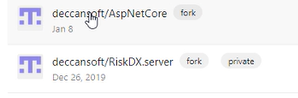 deccansoft/AspNetCore fork
Jan 8
deccansoft/RiskDX.server fork private
Dec 26, 2019